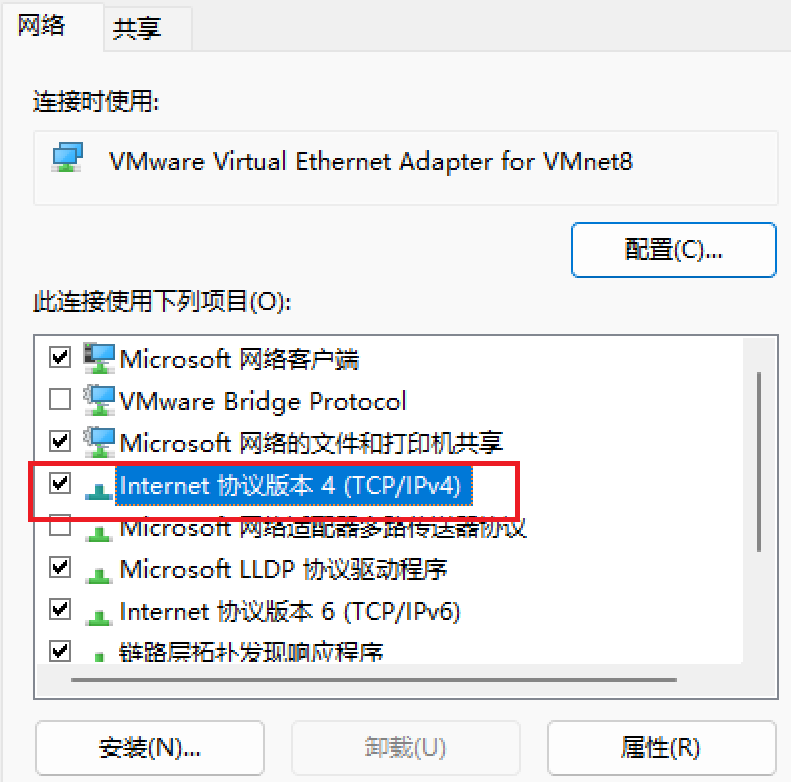 网络 共享
连接时使用:
VMware Virtual Ethernet Adapter for VMnet8
配置(C)...
此连接使用下列项目(O):
Microsoft 网络客户端
VMware Bridge Protocol
Microsoft 网络的文件和打印机共享
Internet 协议版本 4 (TCP/IPv4)
Microsoft 网络适配器多路传送器协议
Microsoft LLDP 协议驱动程序
Internet 协议版本 6 (TCP/IPv6)
链路层拓扑发现响应程序
安装(N)... 卸载(U) 属性(R)